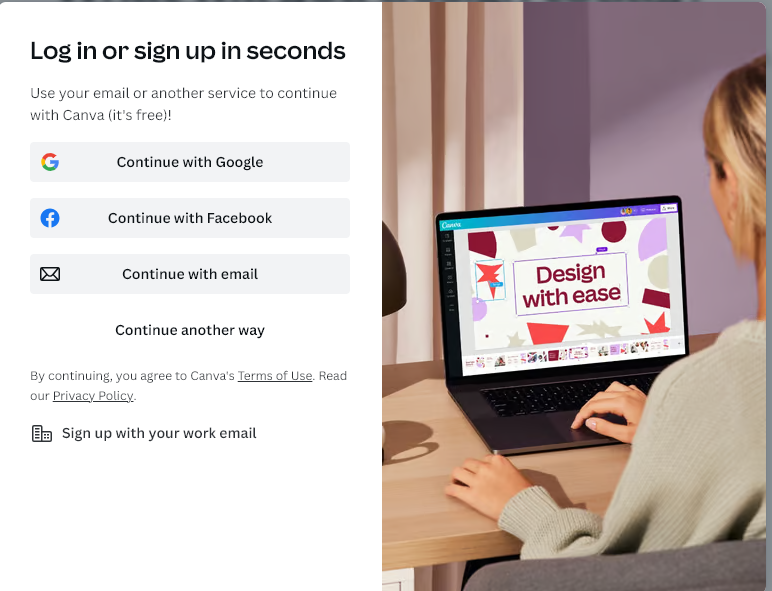 Log in or sign up in seconds
Use your email or another service to continue
with Canva (it's free)!
Continue with Google
Continue with Facebook
Continue with email
Continue another way
By continuing, you agree to Canva's Terms of Use. Read
our Privacy Policy.
Sign up with your work email
Canva
Design
with ease